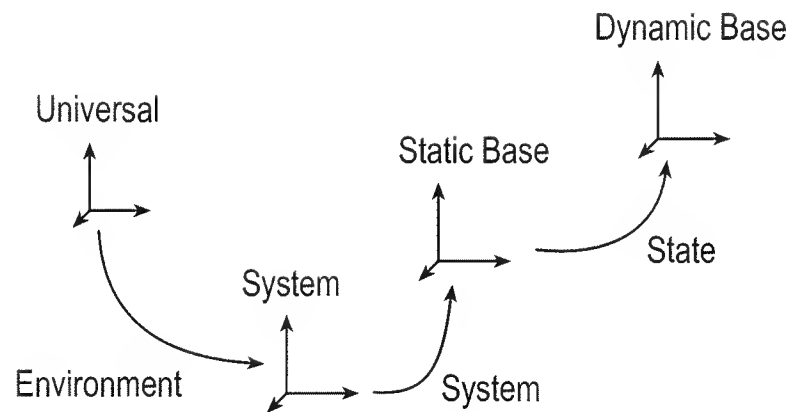 Dynamic Base
Universal
Static Base
State
System
Environment
System